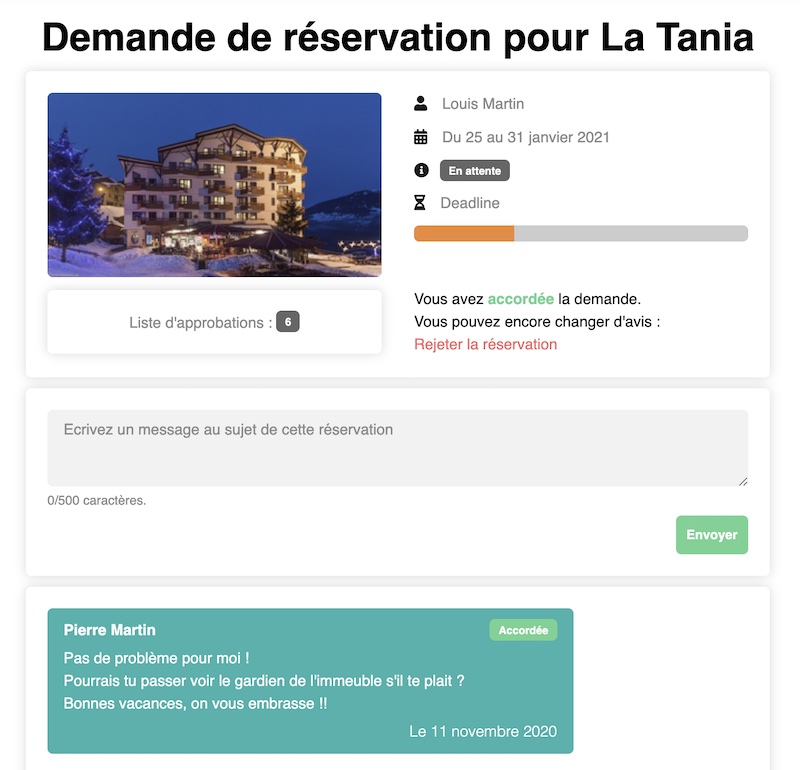 Demande de réservation pour La Tania
Louis Martin
Du 25 au 31 janvier 2021
En attente
Deadline
Liste d'approbations : 6
Vous avez accordée la demande.
Vous pouvez encore changer d'avis :
Rejeter la réservation
Ecrivez un message au sujet de cette réservation
0/500 caractères.
Envoyer
Pierre Martin
Accordée
Pas de problème pour moi !
Pourrais tu passer voir le gardien de l'immeuble s'il te plait ?
Bonnes vacances, on vous embrasse !!
Le 11 novembre 2020